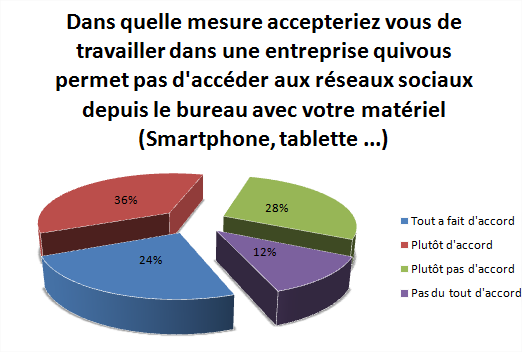 Dans quelle mesure accepteriez vous de
travailler dans une entreprise quivous
permet pas d'accéder aux réseaux sociaux
depuis le bureau avec votre matériel
(Smartphone, tablette ...)
36%
28%
24%
12%
Tout a fait d'accord
Plutôt d'accord
Plutôt pas d'accord
Pas du tout d'accord